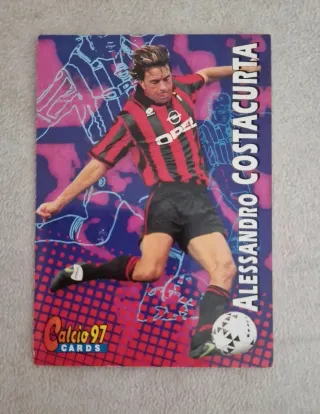 ALESSANDRO COSTACURTA
OPEL
Calcio 97
CARDS